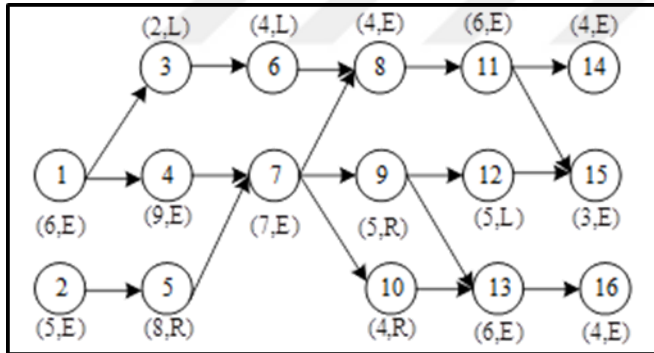 (2,L) (4,L) (4,E) (6,E) (4,E)
3 6 8 11 14
1 4 7 9 12 15
(6,E) (9,E) (7,E) (5,R) (5,L) (3,E)
2 5 10 13 16
(5,E) (8,R) (4,R) (6,E) (4,E)